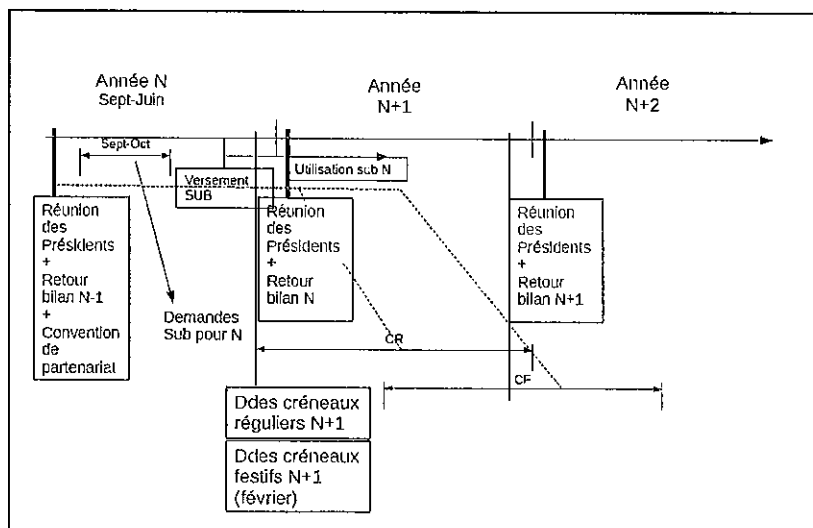 Année N
Sept-Juin
Année
N+1
Année
N+2
Sept-Oct
Versement
SUB
Utilisation sub N
Réunion
des
Présidents
+
Retour
bilan N-1
+
Convention
de
partenariat
Demandes
Sub pour N
Réunion
des
Présidents
+
Retour
bilan N
Réunion
des
Présidents
+
Retour
bilan N+1
CR
CF
Ddes créneaux
réguliers N+1
Ddes créneaux
festifs N+1
(février)